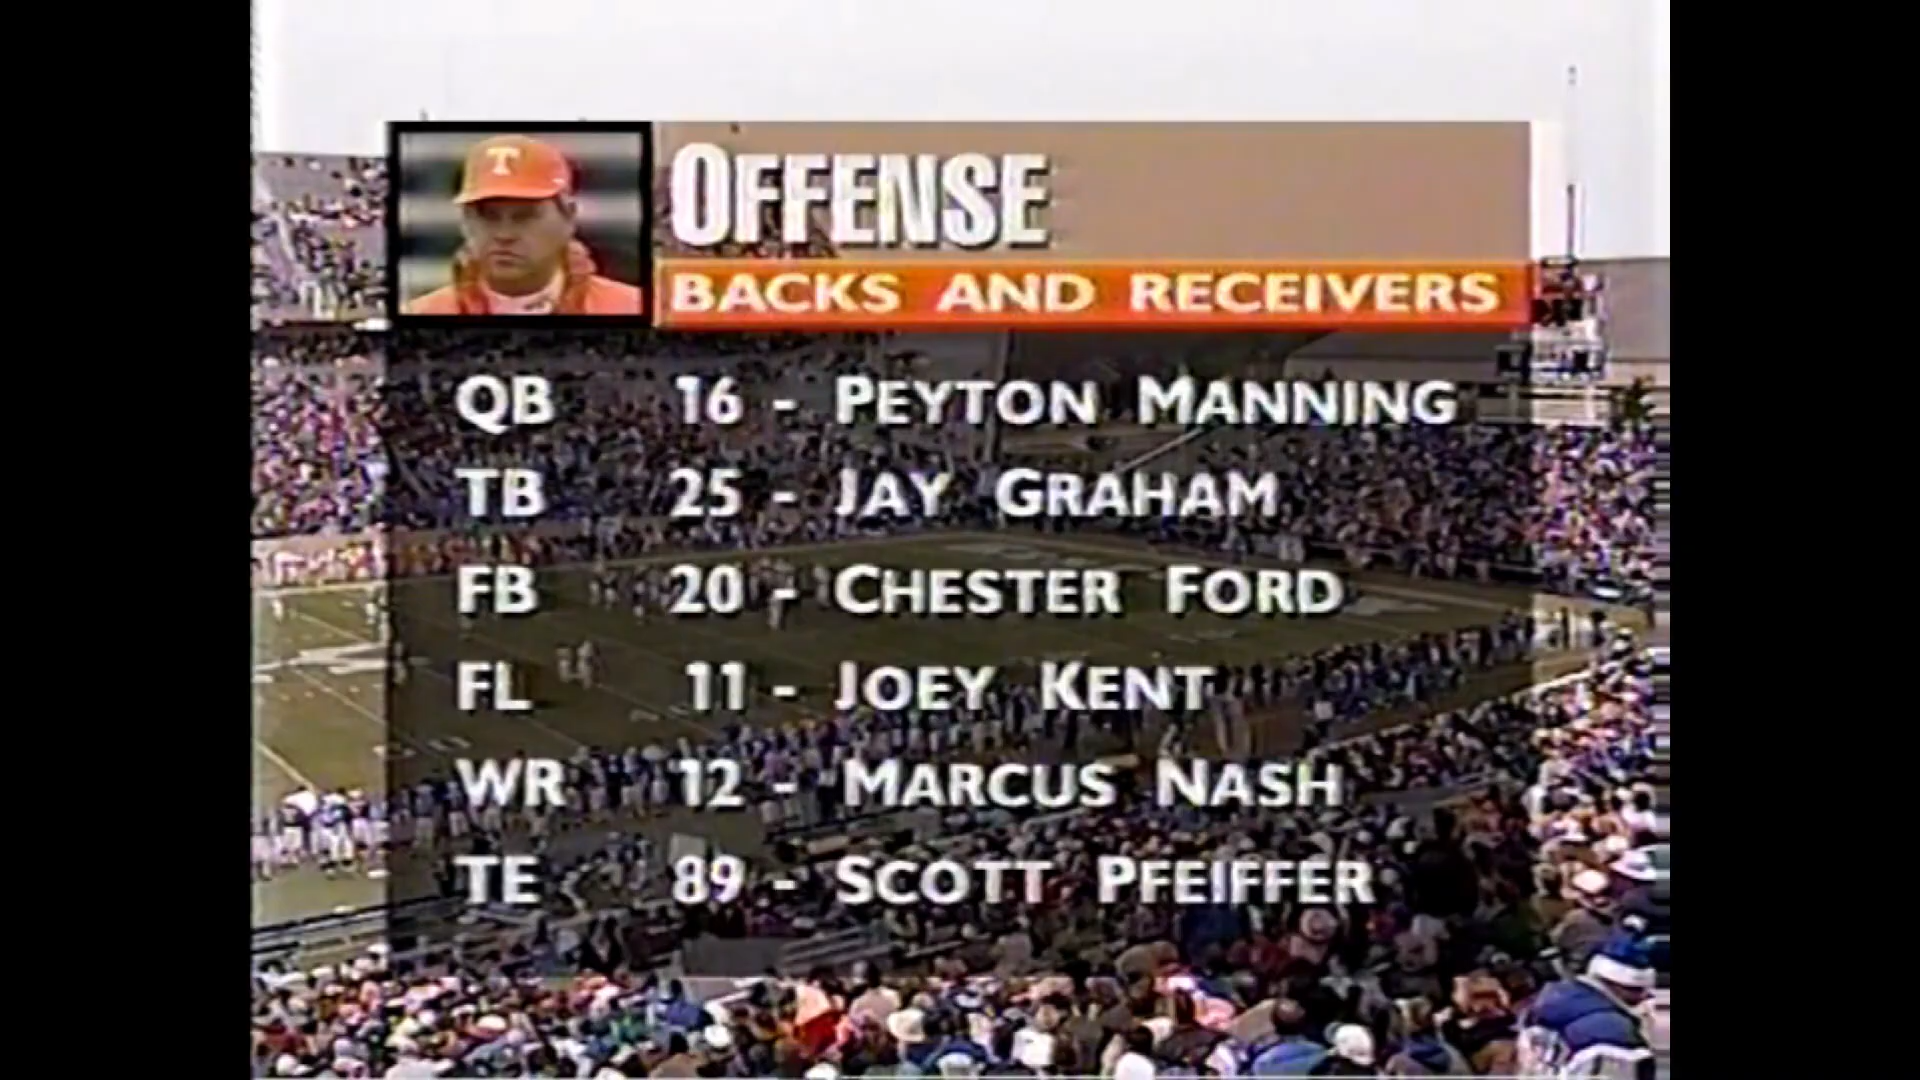 T
OFFENSE
BACKS AND RECEIVERS
QB 16 - PEYTON MANNING
TB 25 - JAY GRAHAM
FB 20 - CHESTER FORD
FL 11 - JOEY KENT
WR 12 - MARCUS NASH
TE 89 - SCOTT PFEIFFER